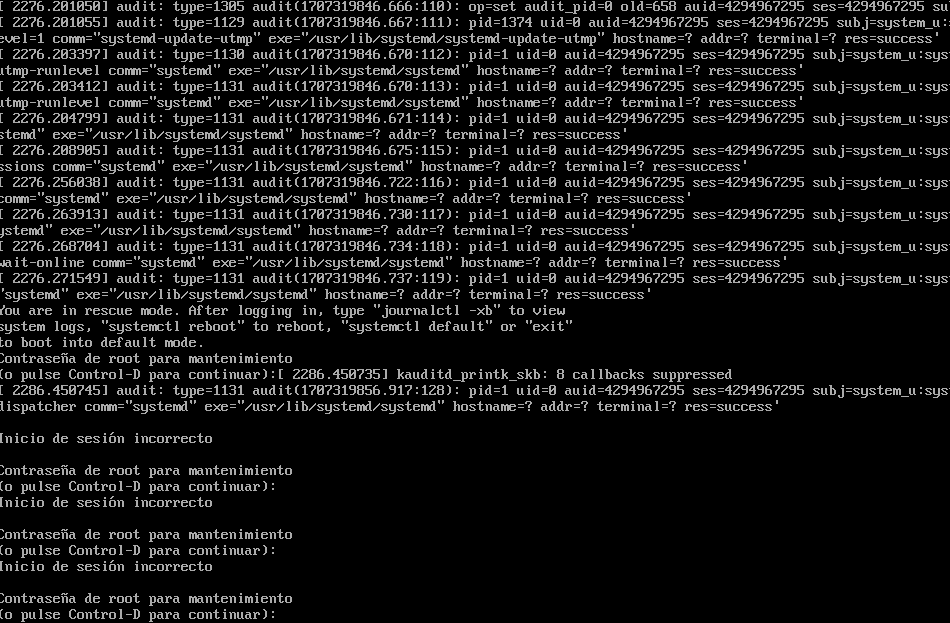 [ 2276.201050] audit: type=1305 audit(1707319846.666:110): op=set audit_pid=0 old=658 auid=4294967295 ses=4294967295 su
[ 2276.201055] audit: type=1129 audit(1707319846.667:111): pid=1374 uid=0 auid=4294967295 ses=4294967295 subj=system_u:
evel=1 comm="systemd-update-utmp" exe="/usr/lib/systemd/systemd-update-utmp" hostname=? addr=? terminal=? res=success'
[ 2276.203397] audit: type=1130 audit(1707319846.670:112): pid=1 uid=0 auid=4294967295 ses=4294967295 subj=system_u:sys
utmp-runlevel comm="systemd" exe="/usr/lib/systemd/systemd" hostname=? addr=? terminal=? res=success'
[ 2276.203412] audit: type=1131 audit(1707319846.670:113): pid=1 uid=0 auid=4294967295 ses=4294967295 subj=system_u:sys
utmp-runlevel comm="systemd" exe="/usr/lib/systemd/systemd" hostname=? addr=? terminal=? res=success'
[ 2276.204799] audit: type=1131 audit(1707319846.671:114): pid=1 uid=0 auid=4294967295 ses=4294967295 subj=system_u:sys
stemd" exe="/usr/lib/systemd/systemd" hostname=? addr=? terminal=? res=success'
[ 2276.208905] audit: type=1131 audit(1707319846.675:115): pid=1 uid=0 auid=4294967295 ses=4294967295 subj=system_u:sys
ssions comm="systemd" exe="/usr/lib/systemd/systemd" hostname=? addr=? terminal=? res=success'
[ 2276.256038] audit: type=1131 audit(1707319846.722:116): pid=1 uid=0 auid=4294967295 ses=4294967295 subj=system_u:sys
comm="systemd" exe="/usr/lib/systemd/systemd" hostname=? addr=? terminal=? res=success'
[ 2276.263913] audit: type=1131 audit(1707319846.730:117): pid=1 uid=0 auid=4294967295 ses=4294967295 subj=system_u:sys
ystemd" exe="/usr/lib/systemd/systemd" hostname=? addr=? terminal=? res=success'
[ 2276.268704] audit: type=1131 audit(1707319846.734:118): pid=1 uid=0 auid=4294967295 ses=4294967295 subj=system_u:sys
wait-online comm="systemd" exe="/usr/lib/systemd/systemd" hostname=? addr=? terminal=? res=success'
[ 2276.271549] audit: type=1131 audit(1707319846.737:119): pid=1 uid=0 auid=4294967295 ses=4294967295 subj=system_u:sys
"systemd" exe="/usr/lib/systemd/systemd" hostname=? addr=? terminal=? res=success'
You are in rescue mode. After logging in, type "journalctl -xb" to view
system logs, "systemctl reboot" to reboot, "systemctl default" or "exit"
to boot into default mode.
Contraseña de root para mantenimiento
(o pulse Control-D para continuar):[ 2286.450735] kauditd_printk_skb: 8 callbacks suppressed
[ 2286.450745] audit: type=1131 audit(1707319856.917:128): pid=1 uid=0 auid=4294967295 ses=4294967295 subj=system_u:sys
dispatcher comm="systemd" exe="/usr/lib/systemd/systemd" hostname=? addr=? terminal=? res=success'
Inicio de sesión incorrecto
Contraseña de root para mantenimiento
(o pulse Control-D para continuar):
Inicio de sesión incorrecto
Contraseña de root para mantenimiento
(o pulse Control-D para continuar):
Inicio de sesión incorrecto
Contraseña de root para mantenimiento
(o pulse Control-D para continuar):